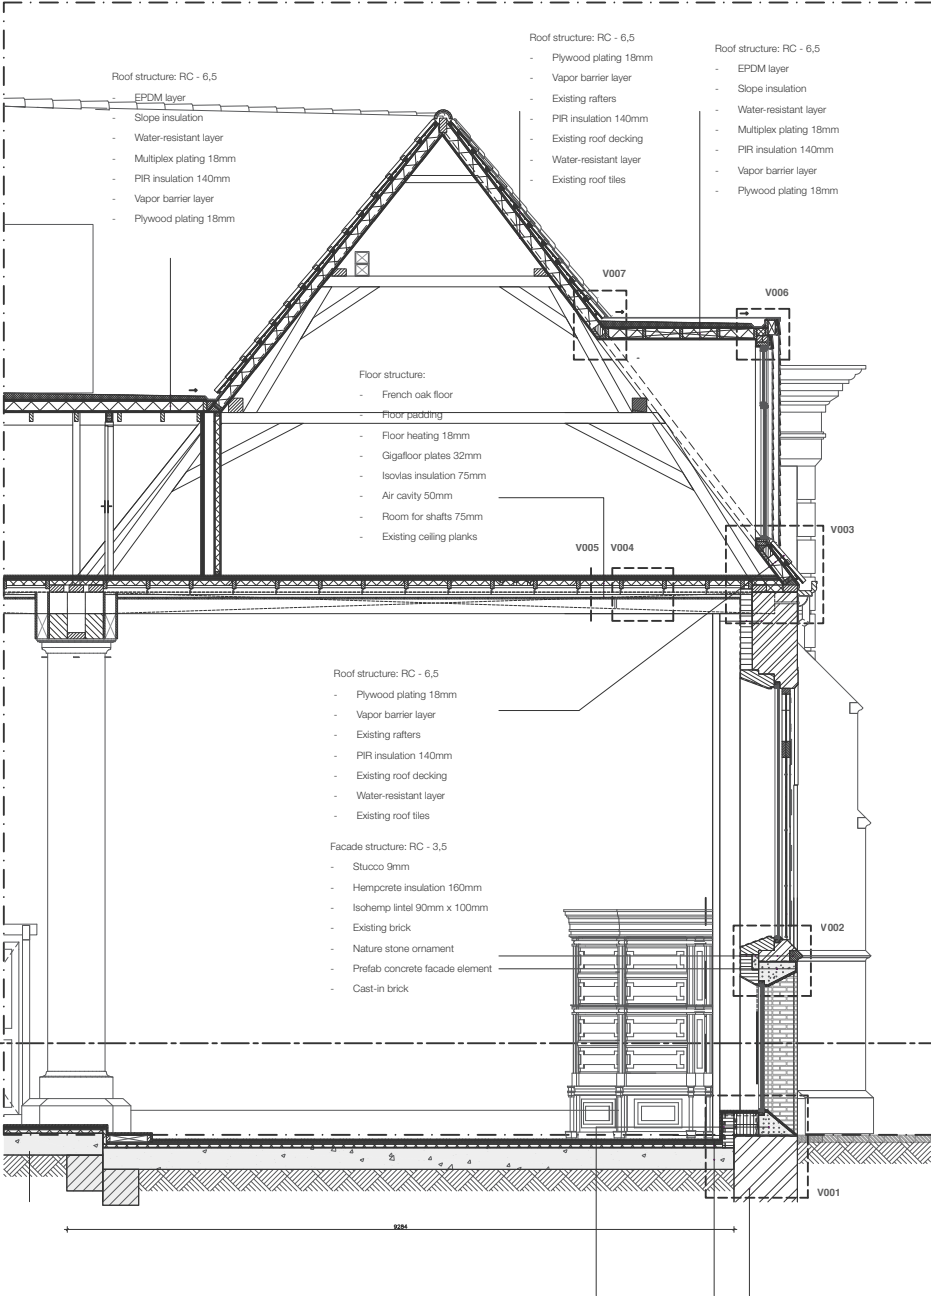 Roof structure: RC - 6,5
- EPDM layer
- Slope insulation
- Water-resistant layer
- Multiplex plating 18mm
- PIR insulation 140mm
- Vapor barrier layer
- Plywood plating 18mm
Roof structure: RC - 6,5
- Plywood plating 18mm
- Vapor barrier layer
- Existing rafters
- PIR insulation 140mm
- Existing roof decking
- Water-resistant layer
- Existing roof tiles
Roof structure: RC - 6,5
- EPDM layer
- Slope insulation
- Water-resistant layer
- Multiplex plating 18mm
- PIR insulation 140mm
- Vapor barrier layer
- Plywood plating 18mm
V007
V006
Floor structure:
- French oak floor
- Floor padding
- Floor heating 18mm
- Gigafloor plates 32mm
- Isovlas insulation 75mm
- Air cavity 50mm
- Room for shafts 75mm
- Existing ceiling planks
V003
V005 V004
Roof structure: RC - 6,5
- Plywood plating 18mm
- Vapor barrier layer
- Existing rafters
- PIR insulation 140mm
- Existing roof decking
- Water-resistant layer
- Existing roof tiles
Facade structure: RC - 3,5
- Stucco 9mm
- Hempcrete insulation 160mm
- Isohemp lintel 90mm x 100mm
- Existing brick
- Nature stone ornament
- Prefab concrete facade element
- Cast-in brick
V002
V001
9284